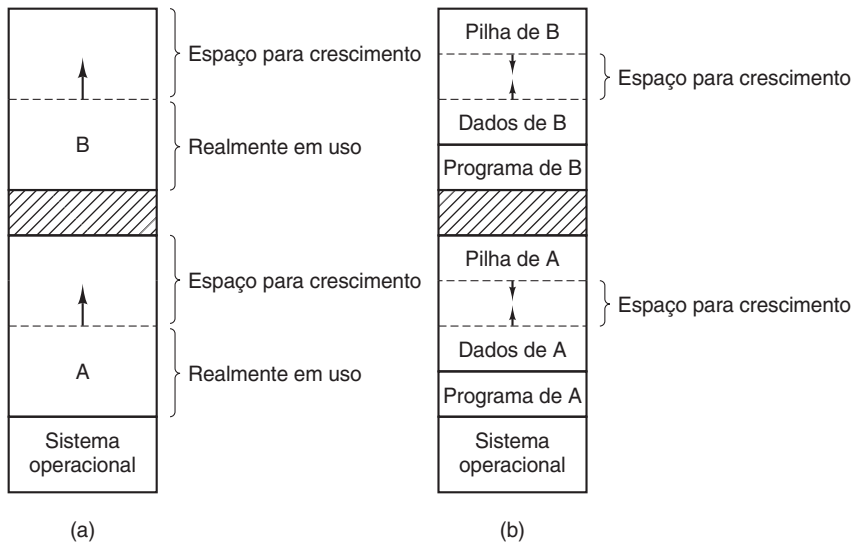 Espaço para crescimento
B
Realmente em uso
Espaço para crescimento
A
Realmente em uso
Sistema
operacional
(a)
Pilha de B
Espaço para crescimento
Dados de B
Programa de B
Pilha de A
Espaço para crescimento
Dados de A
Programa de A
Sistema
operacional
(b)